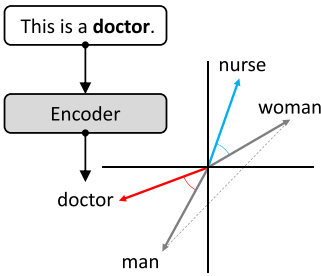 This is a doctor.
Encoder
nurse
woman
doctor
man